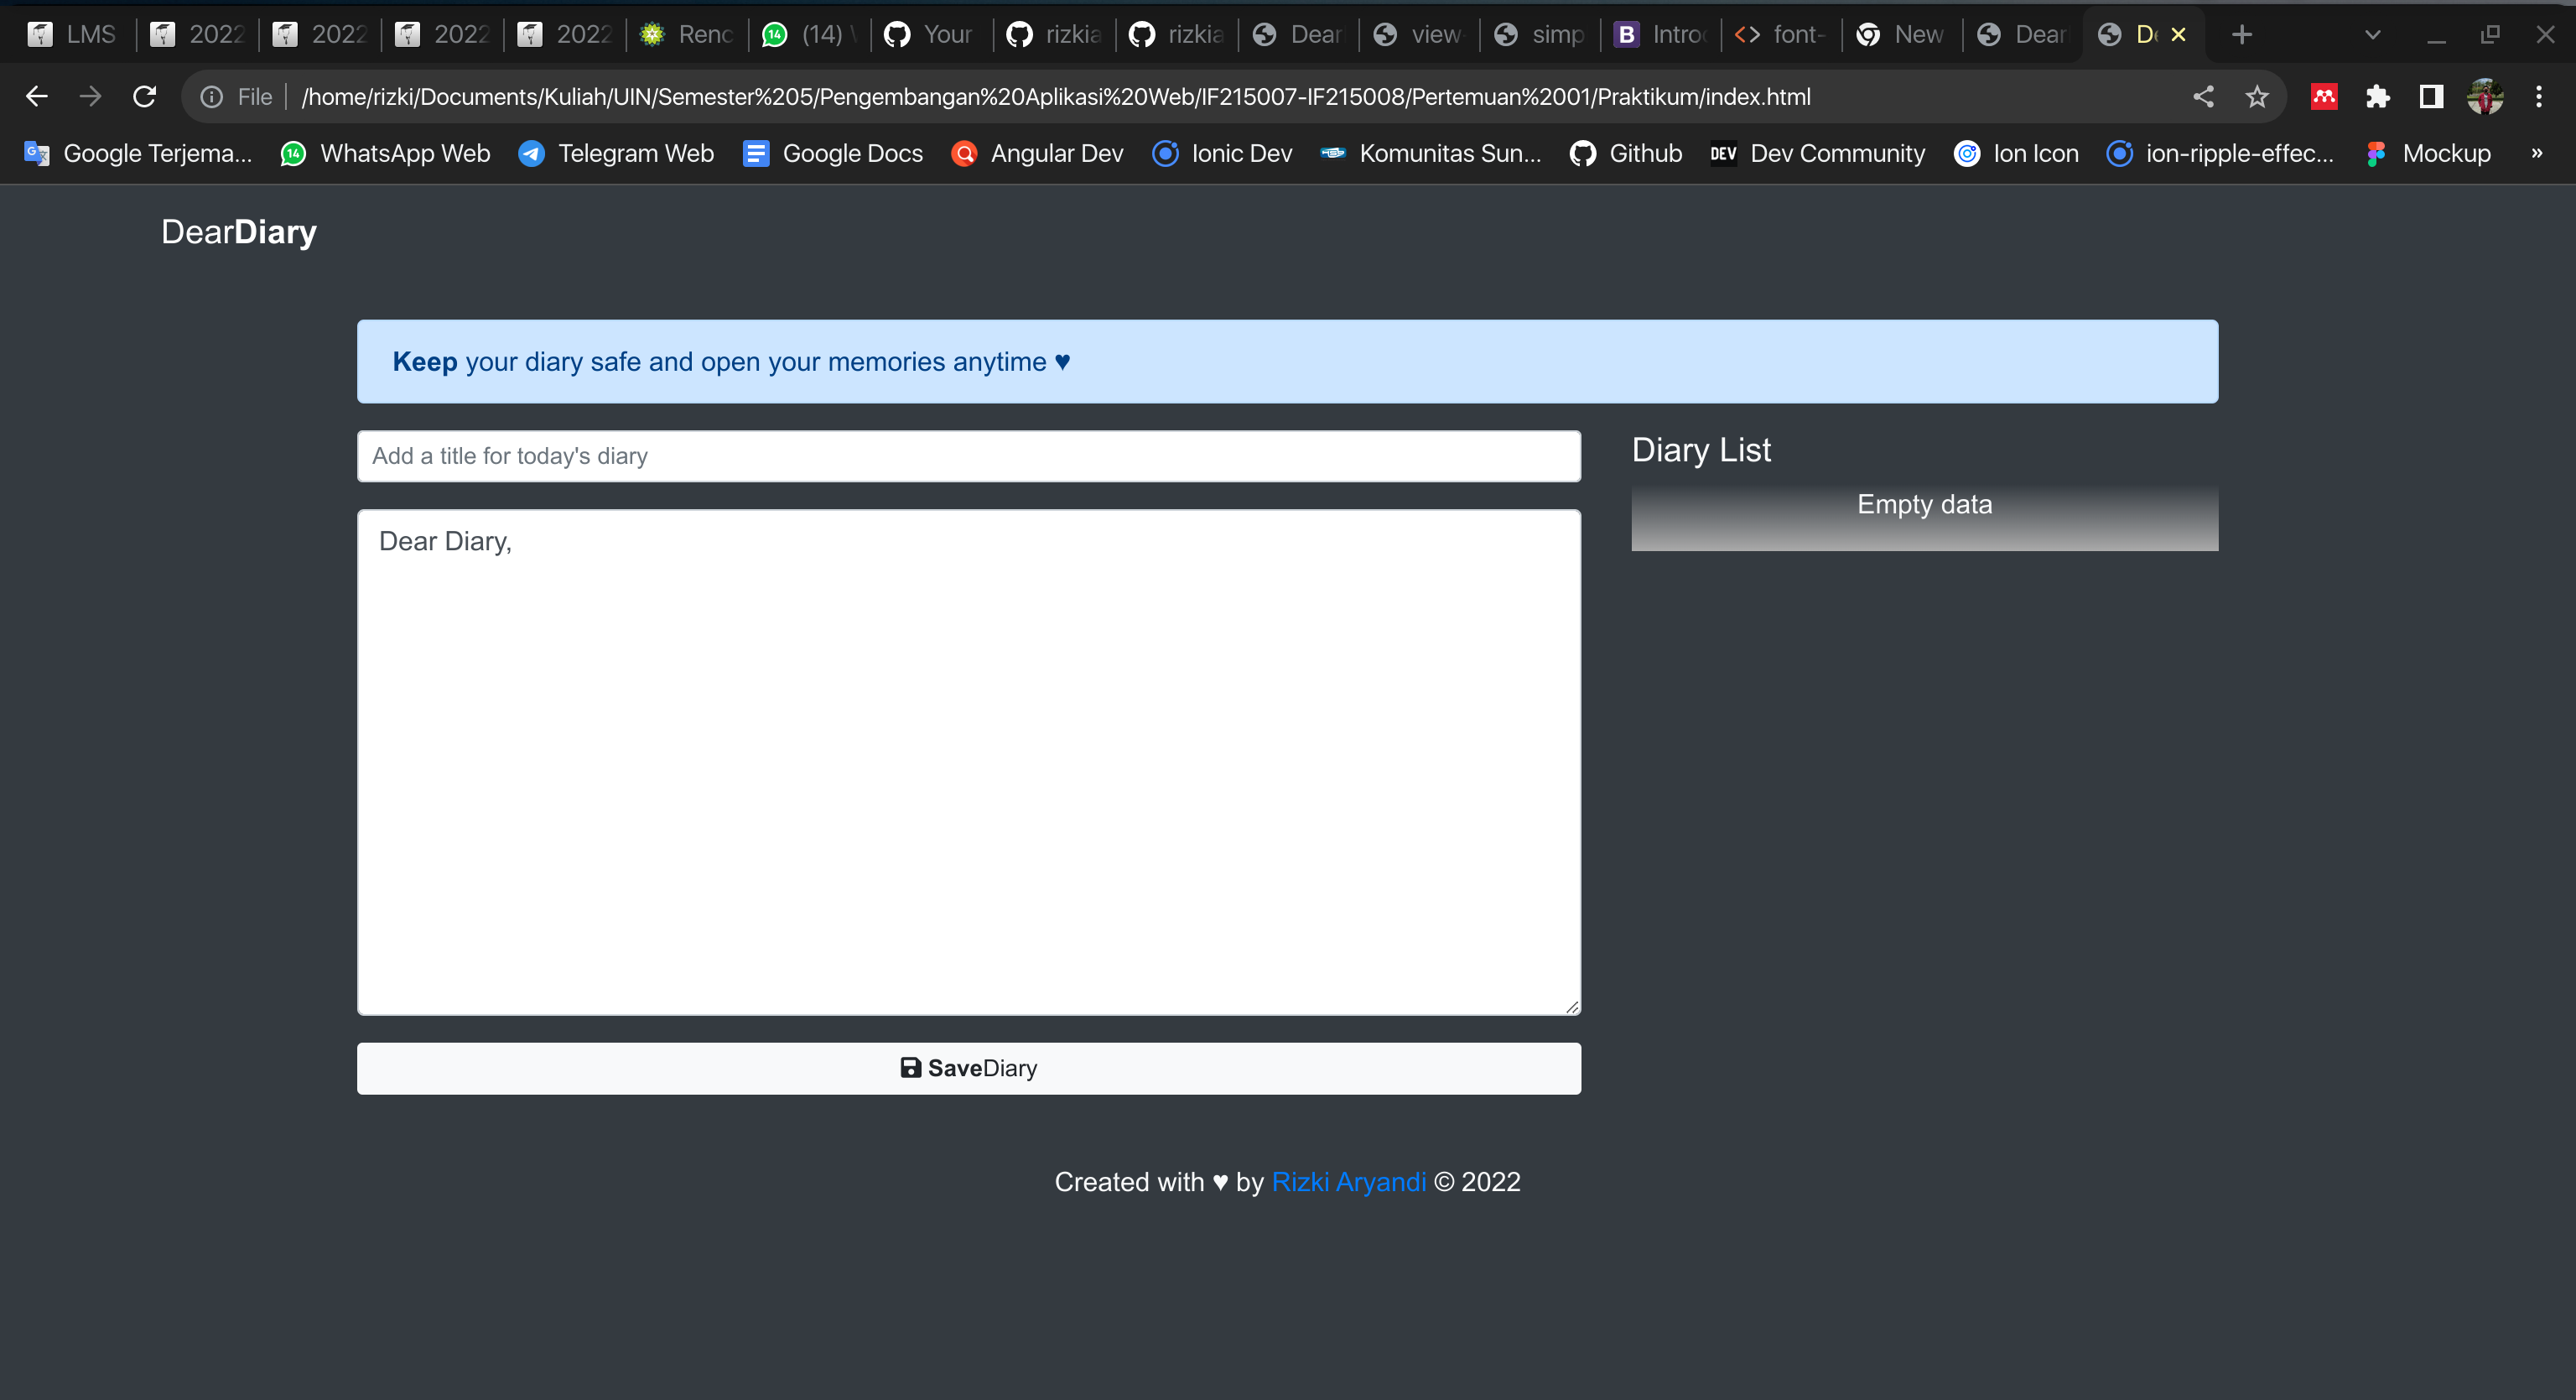 LMS 2022 2022 2022 2022 (14) Your rizkia rizkia Dear view- simp font- New Dear
File /home/rizki/Documents/Kuliah/UIN/Semester%205/Pengembangan%20Aplikasi%20Web/IF215007-IF215008/Pertemuan%2001/Praktikum/index.html
Google Terjema... WhatsApp Web Telegram Web Google Docs Angular Dev Ionic Dev Komunitas Sun... Github DEV Dev Community Ion Icon ion-ripple-effec... Mockup »
DearDiary
Keep your diary safe and open your memories anytime ♥
Add a title for today's diary
Diary List
Empty data
Dear Diary,
SaveDiary
Created with ♥ by Rizki Aryandi © 2022